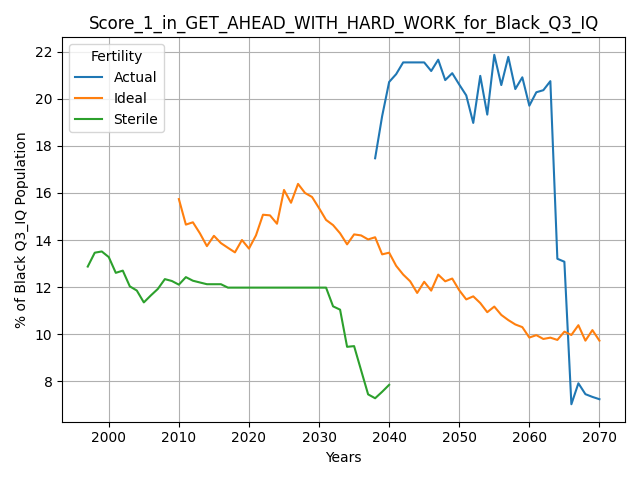 Score_1_in_GET_AHEAD_WITH_HARD_WORK_for_Black_Q3_IQ
Fertility
Actual
Ideal
Sterile
% of Black Q3_IQ Population
22
20
18
16
14
12
10
8
2000 2010 2020 2030 2040 2050 2060 2070
Years